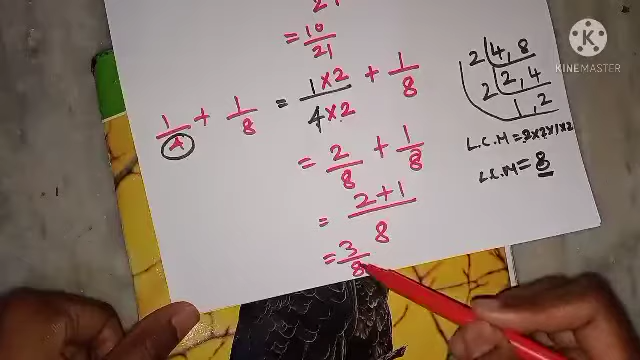 21
= 10/21
1/4 + 1/8 = 1×2/4×2 + 1/8
= 2/8 + 1/8
= 2+1/8
= 3/8
2 | 4, 8
2 | 2, 4
1, 2
L.C.M = 2×2×1×2
L.C.M = 8
KINEMASTER